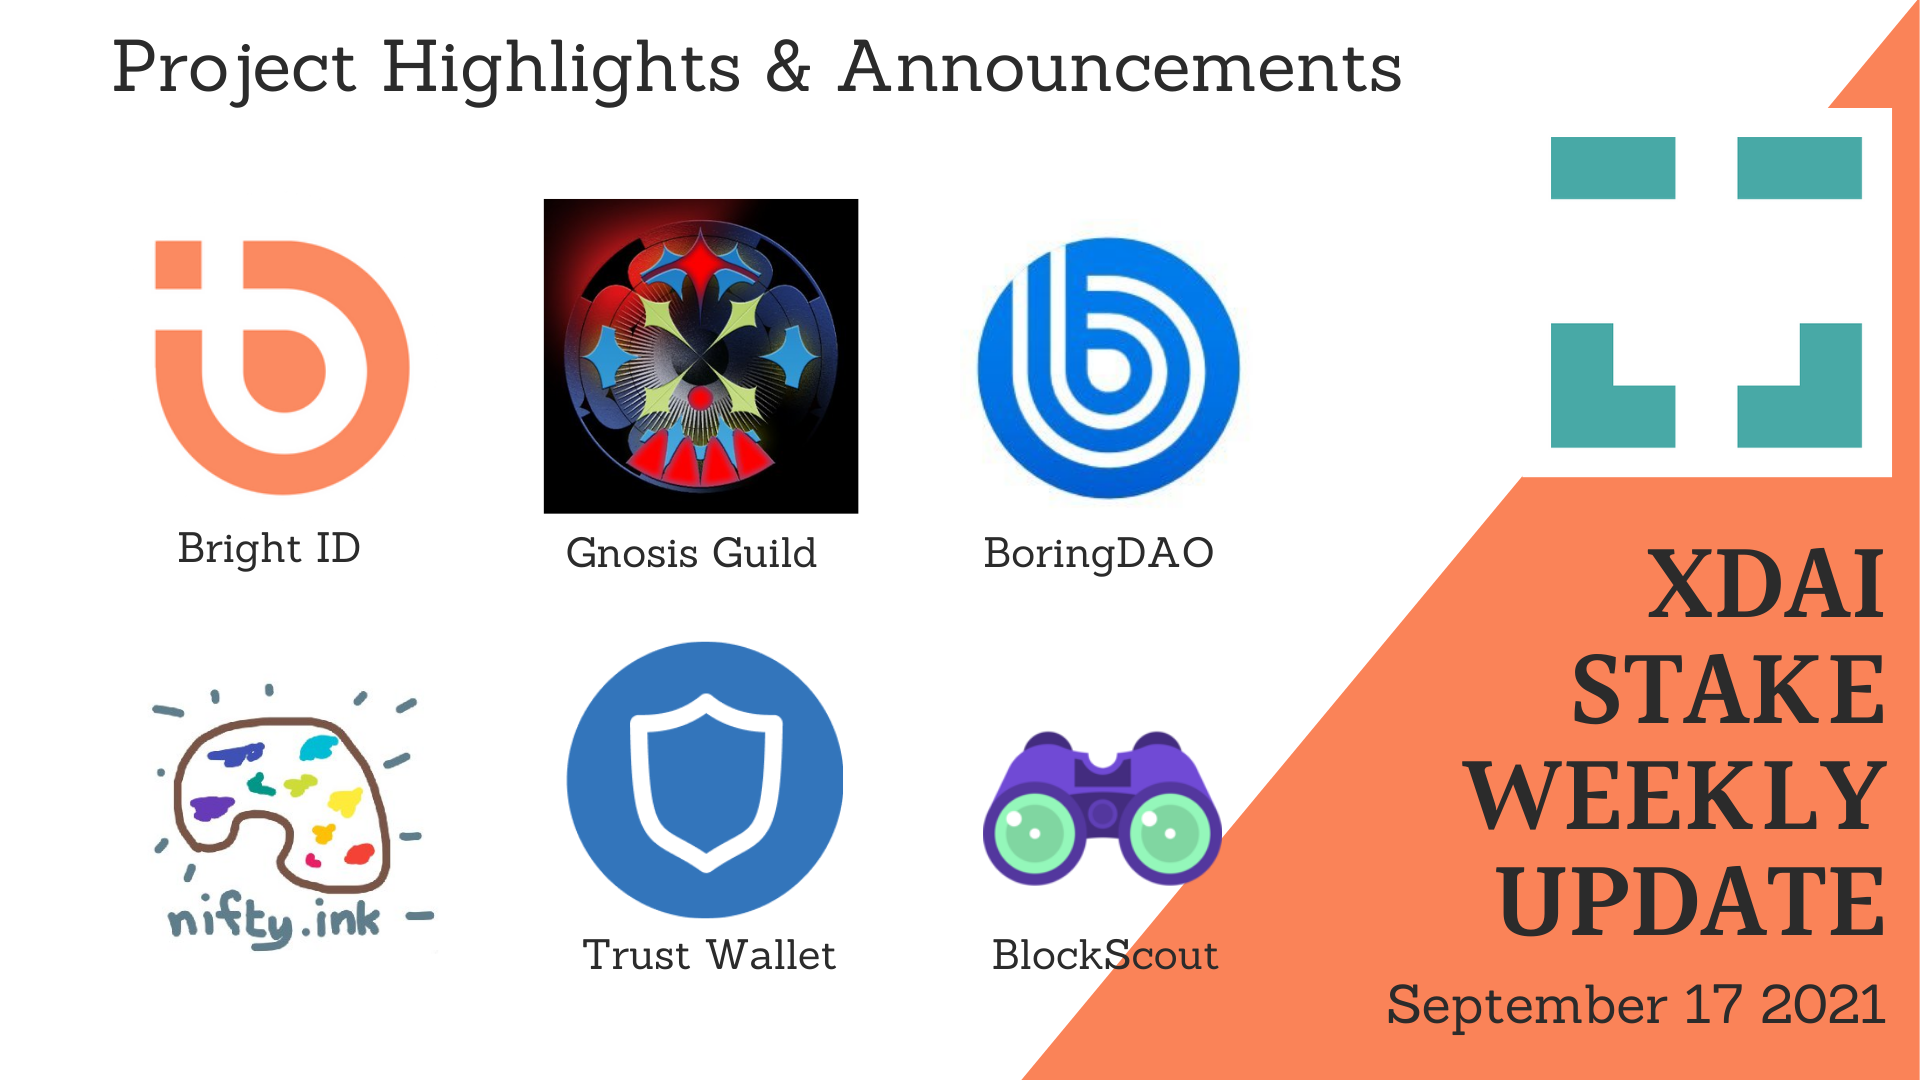 Project Highlights & Announcements
Bright ID
Gnosis Guild
BoringDAO
nifty.ink
Trust Wallet
BlockScout
XDAI
STAKE
WEEKLY
UPDATE
September 17 2021